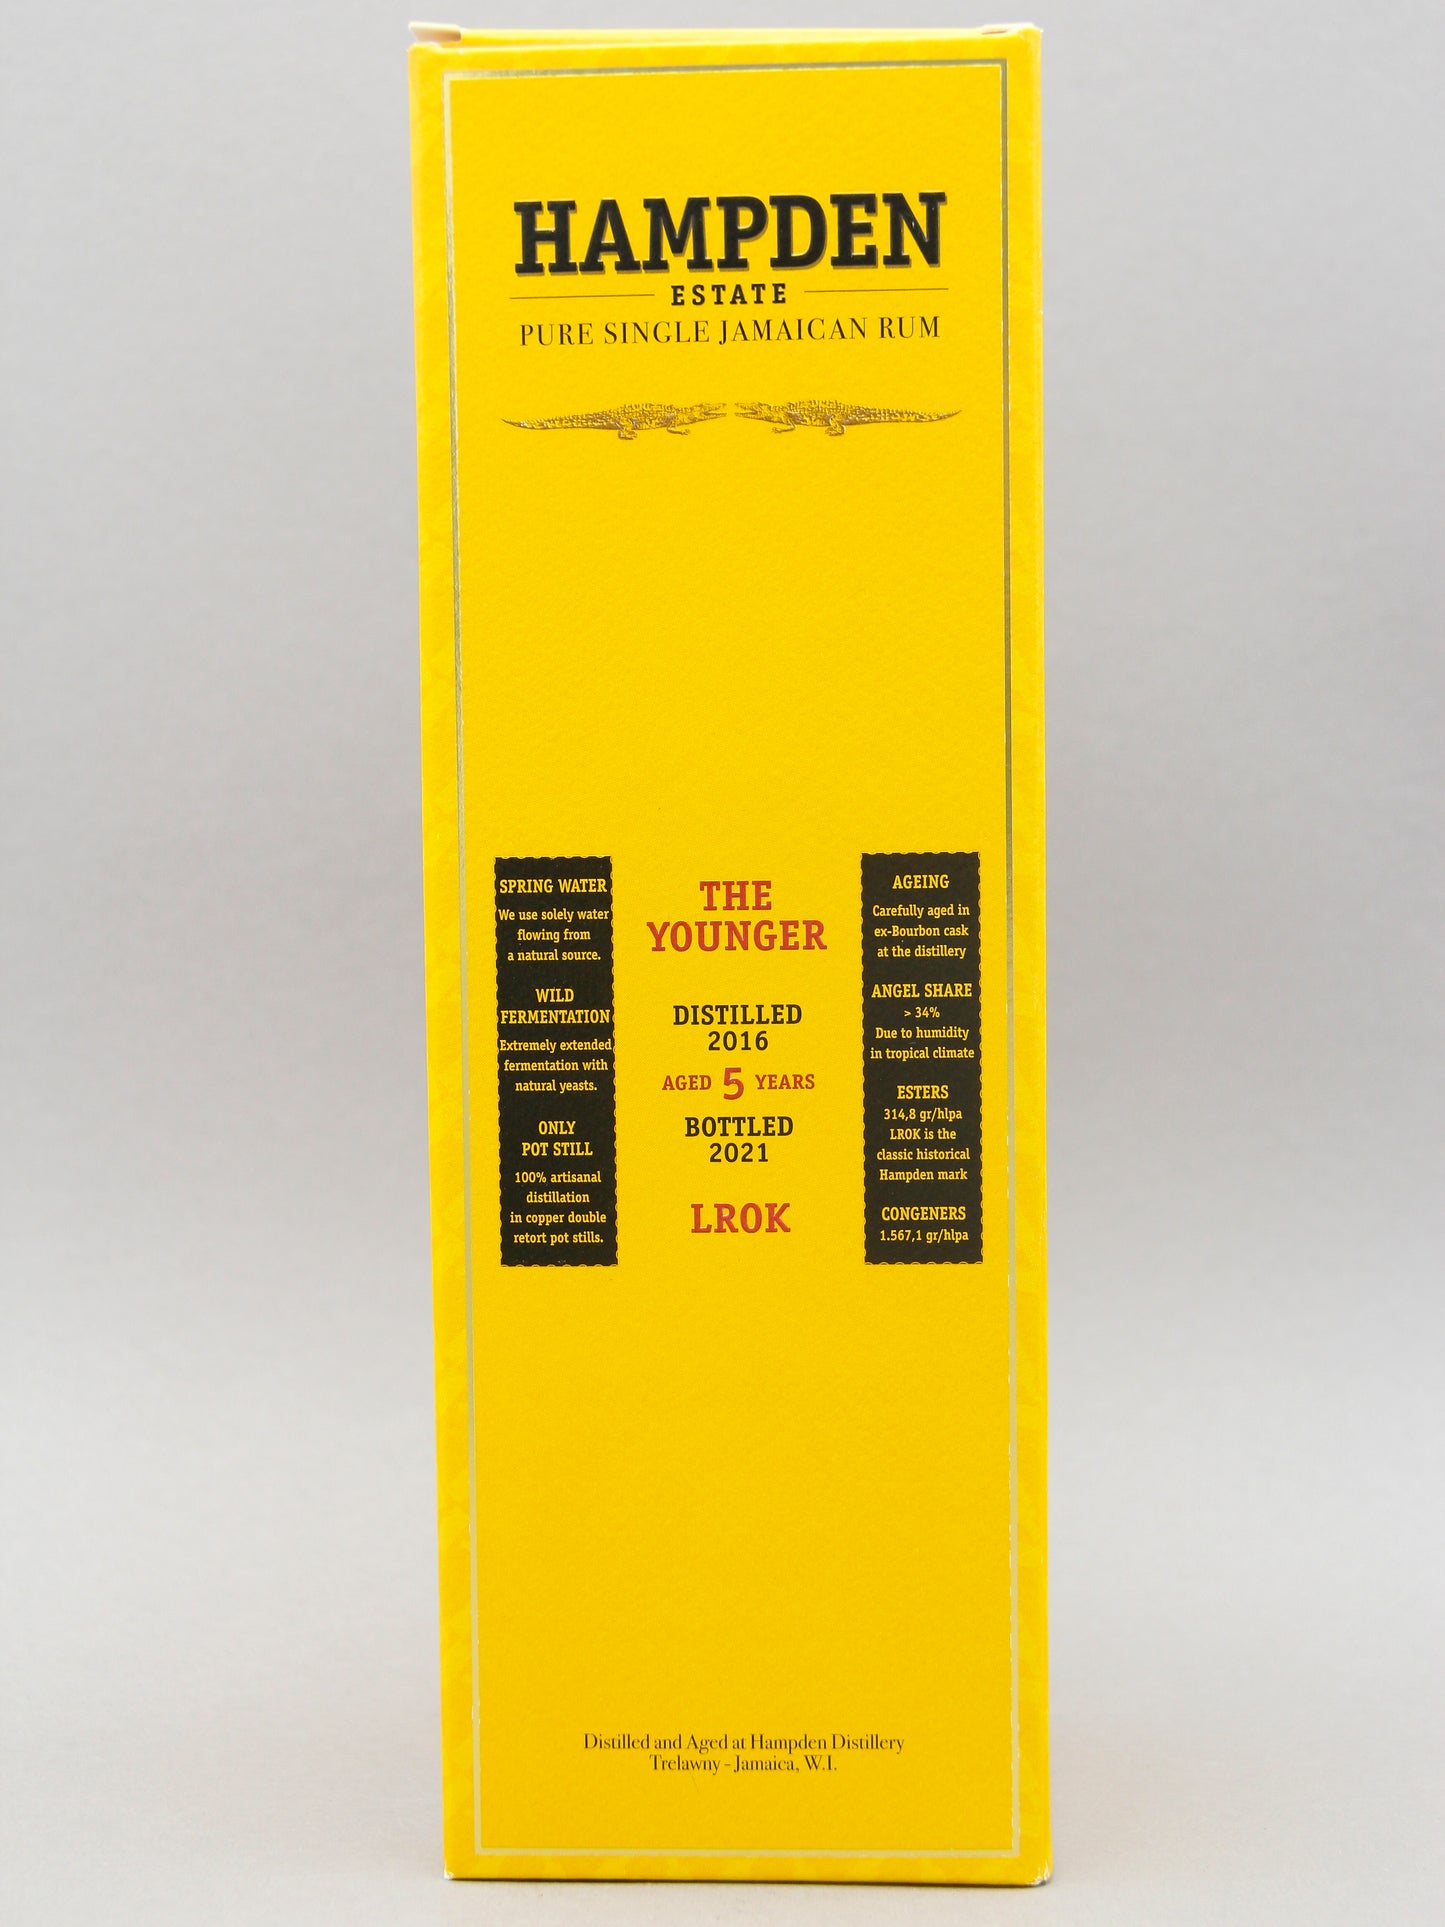 HAMPDEN
ESTATE
PURE SINGLE JAMAICAN RUM
SPRING WATER
We use solely water
flowing from
a natural source.
WILD
FERMENTATION
Extremely extended
fermentation with
natural yeasts.
ONLY
POT STILL
100% artisanal
distillation
in copper double
retort pot stills.
THE
YOUNGER
DISTILLED
2016
AGED 5 YEARS
BOTTLED
2021
LROK
AGEING
Carefully aged in
ex-Bourbon cask
at the distillery
ANGEL SHARE
> 34%
Due to humidity
in tropical climate
ESTERS
314,8 gr/hlpa
LROK is the
classic historical
Hampden mark
CONGENERS
1.567,1 gr/hlpa
Distilled and Aged at Hampden Distillery
Trelawny - Jamaica, W.I.